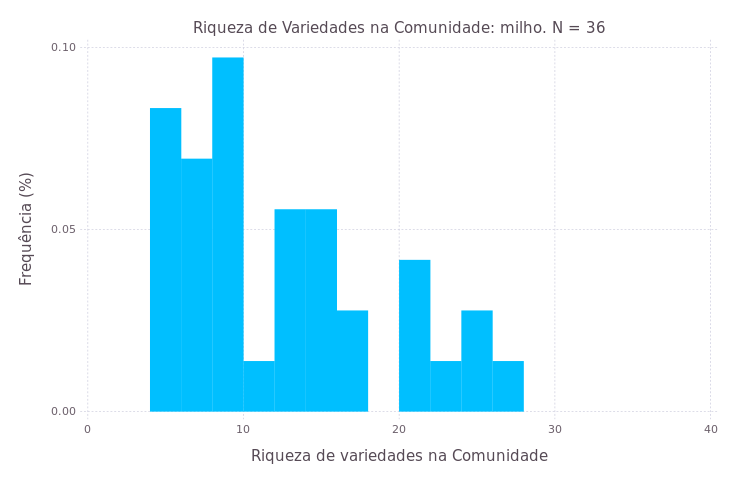 Riqueza de Variedades na Comunidade: milho. N = 36
0.10
0.05
0.00
Frequência (%)
0
10
20
30
40
Riqueza de variedades na Comunidade